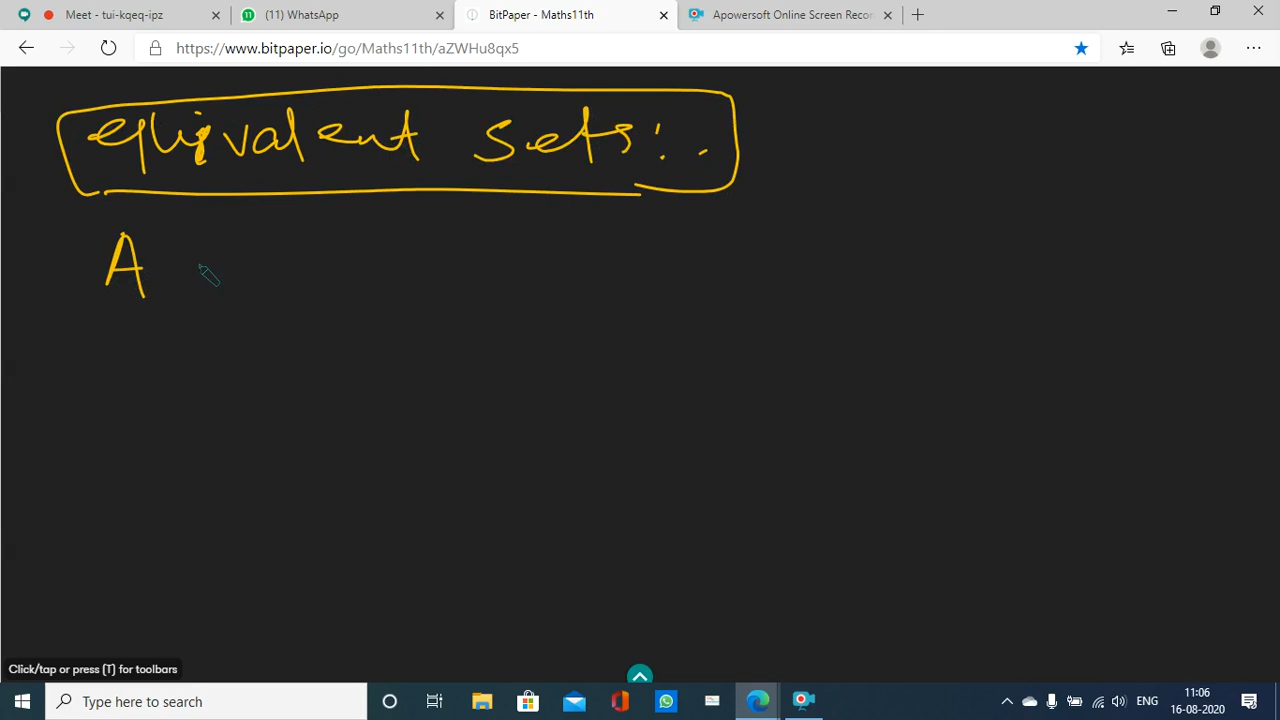 Meet - tui-kqeq-ipz
(11) WhatsApp
BitPaper - Maths11th
Apowersoft Online Screen Recor
https://www.bitpaper.io/go/Maths11th/aZWHu8qx5
equivalent sets:.
A
Click/tap or press [T] for toolbars
Type here to search
ENG
11:06
16-08-2020